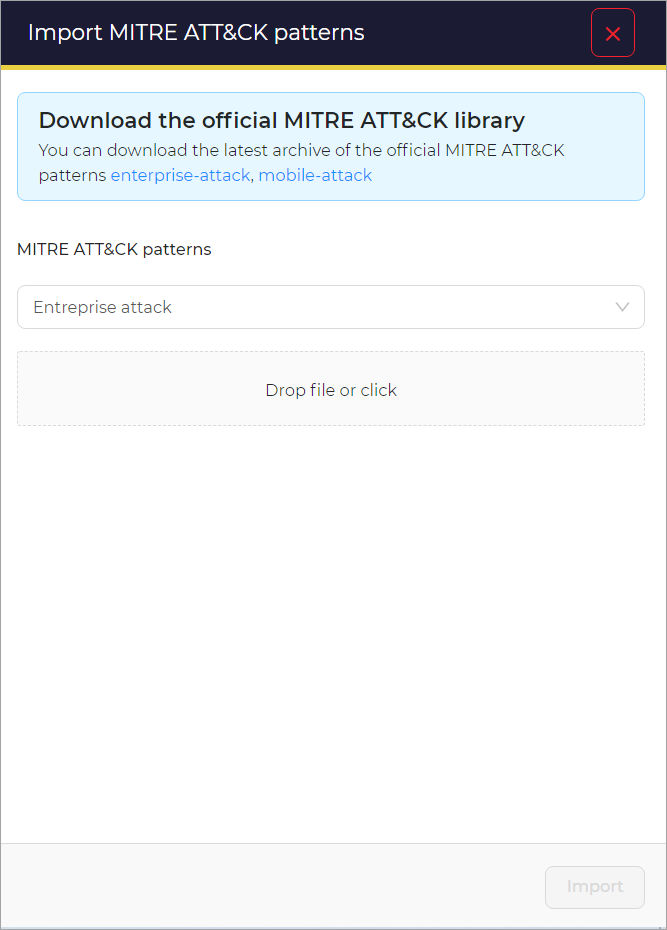 Import MITRE ATT&CK patterns
Download the official MITRE ATT&CK library
You can download the latest archive of the official MITRE ATT&CK
patterns enterprise-attack, mobile-attack
MITRE ATT&CK patterns
Entreprise attack
Drop file or click
Import